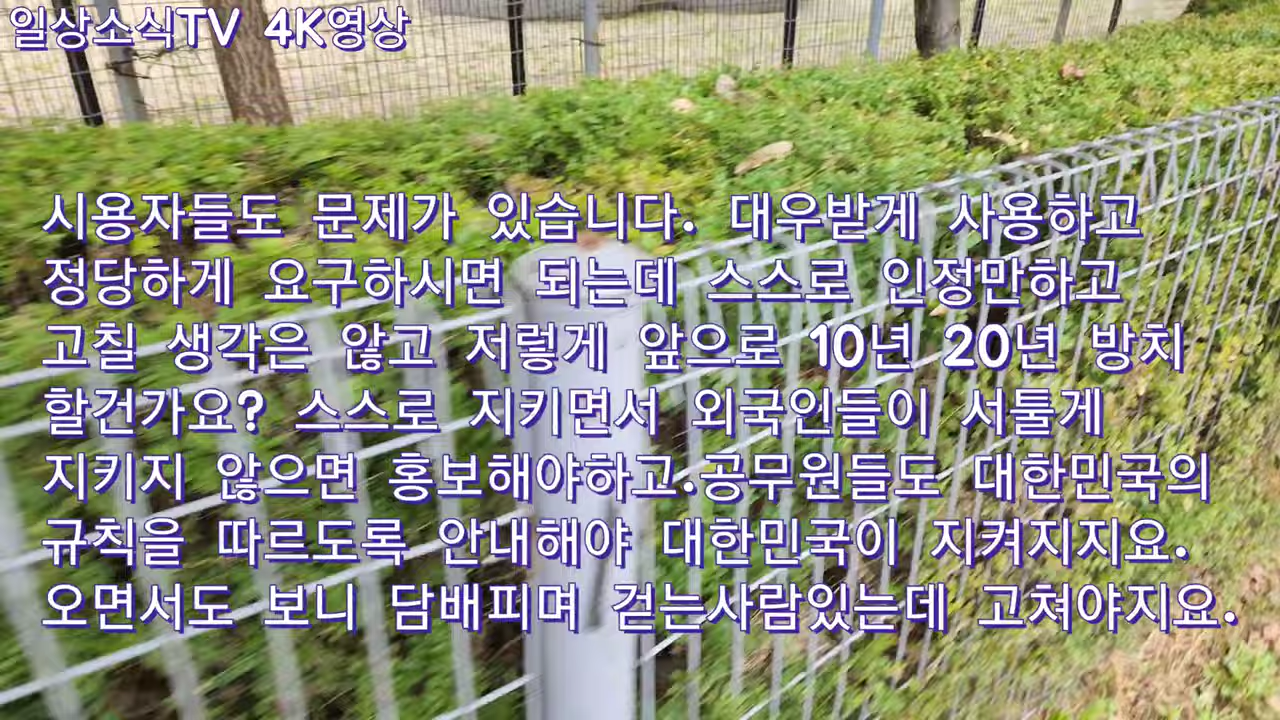 일상소식TV 4K영상
시용자들도 문제가 있습니다. 대우받게 사용하고
정당하게 요구하시면 되는데 스스로 인정만하고
고칠 생각은 않고 저렇게 앞으로 10년 20년 방치
할건가요? 스스로 지키면서 외국인들이 서툴게
지키지 않으면 홍보해야하고.공무원들도 대한민국의
규칙을 따르도록 안내해야 대한민국이 지켜지지요.
오면서도 보니 담배피며 걷는사람있는데 고쳐야지요.